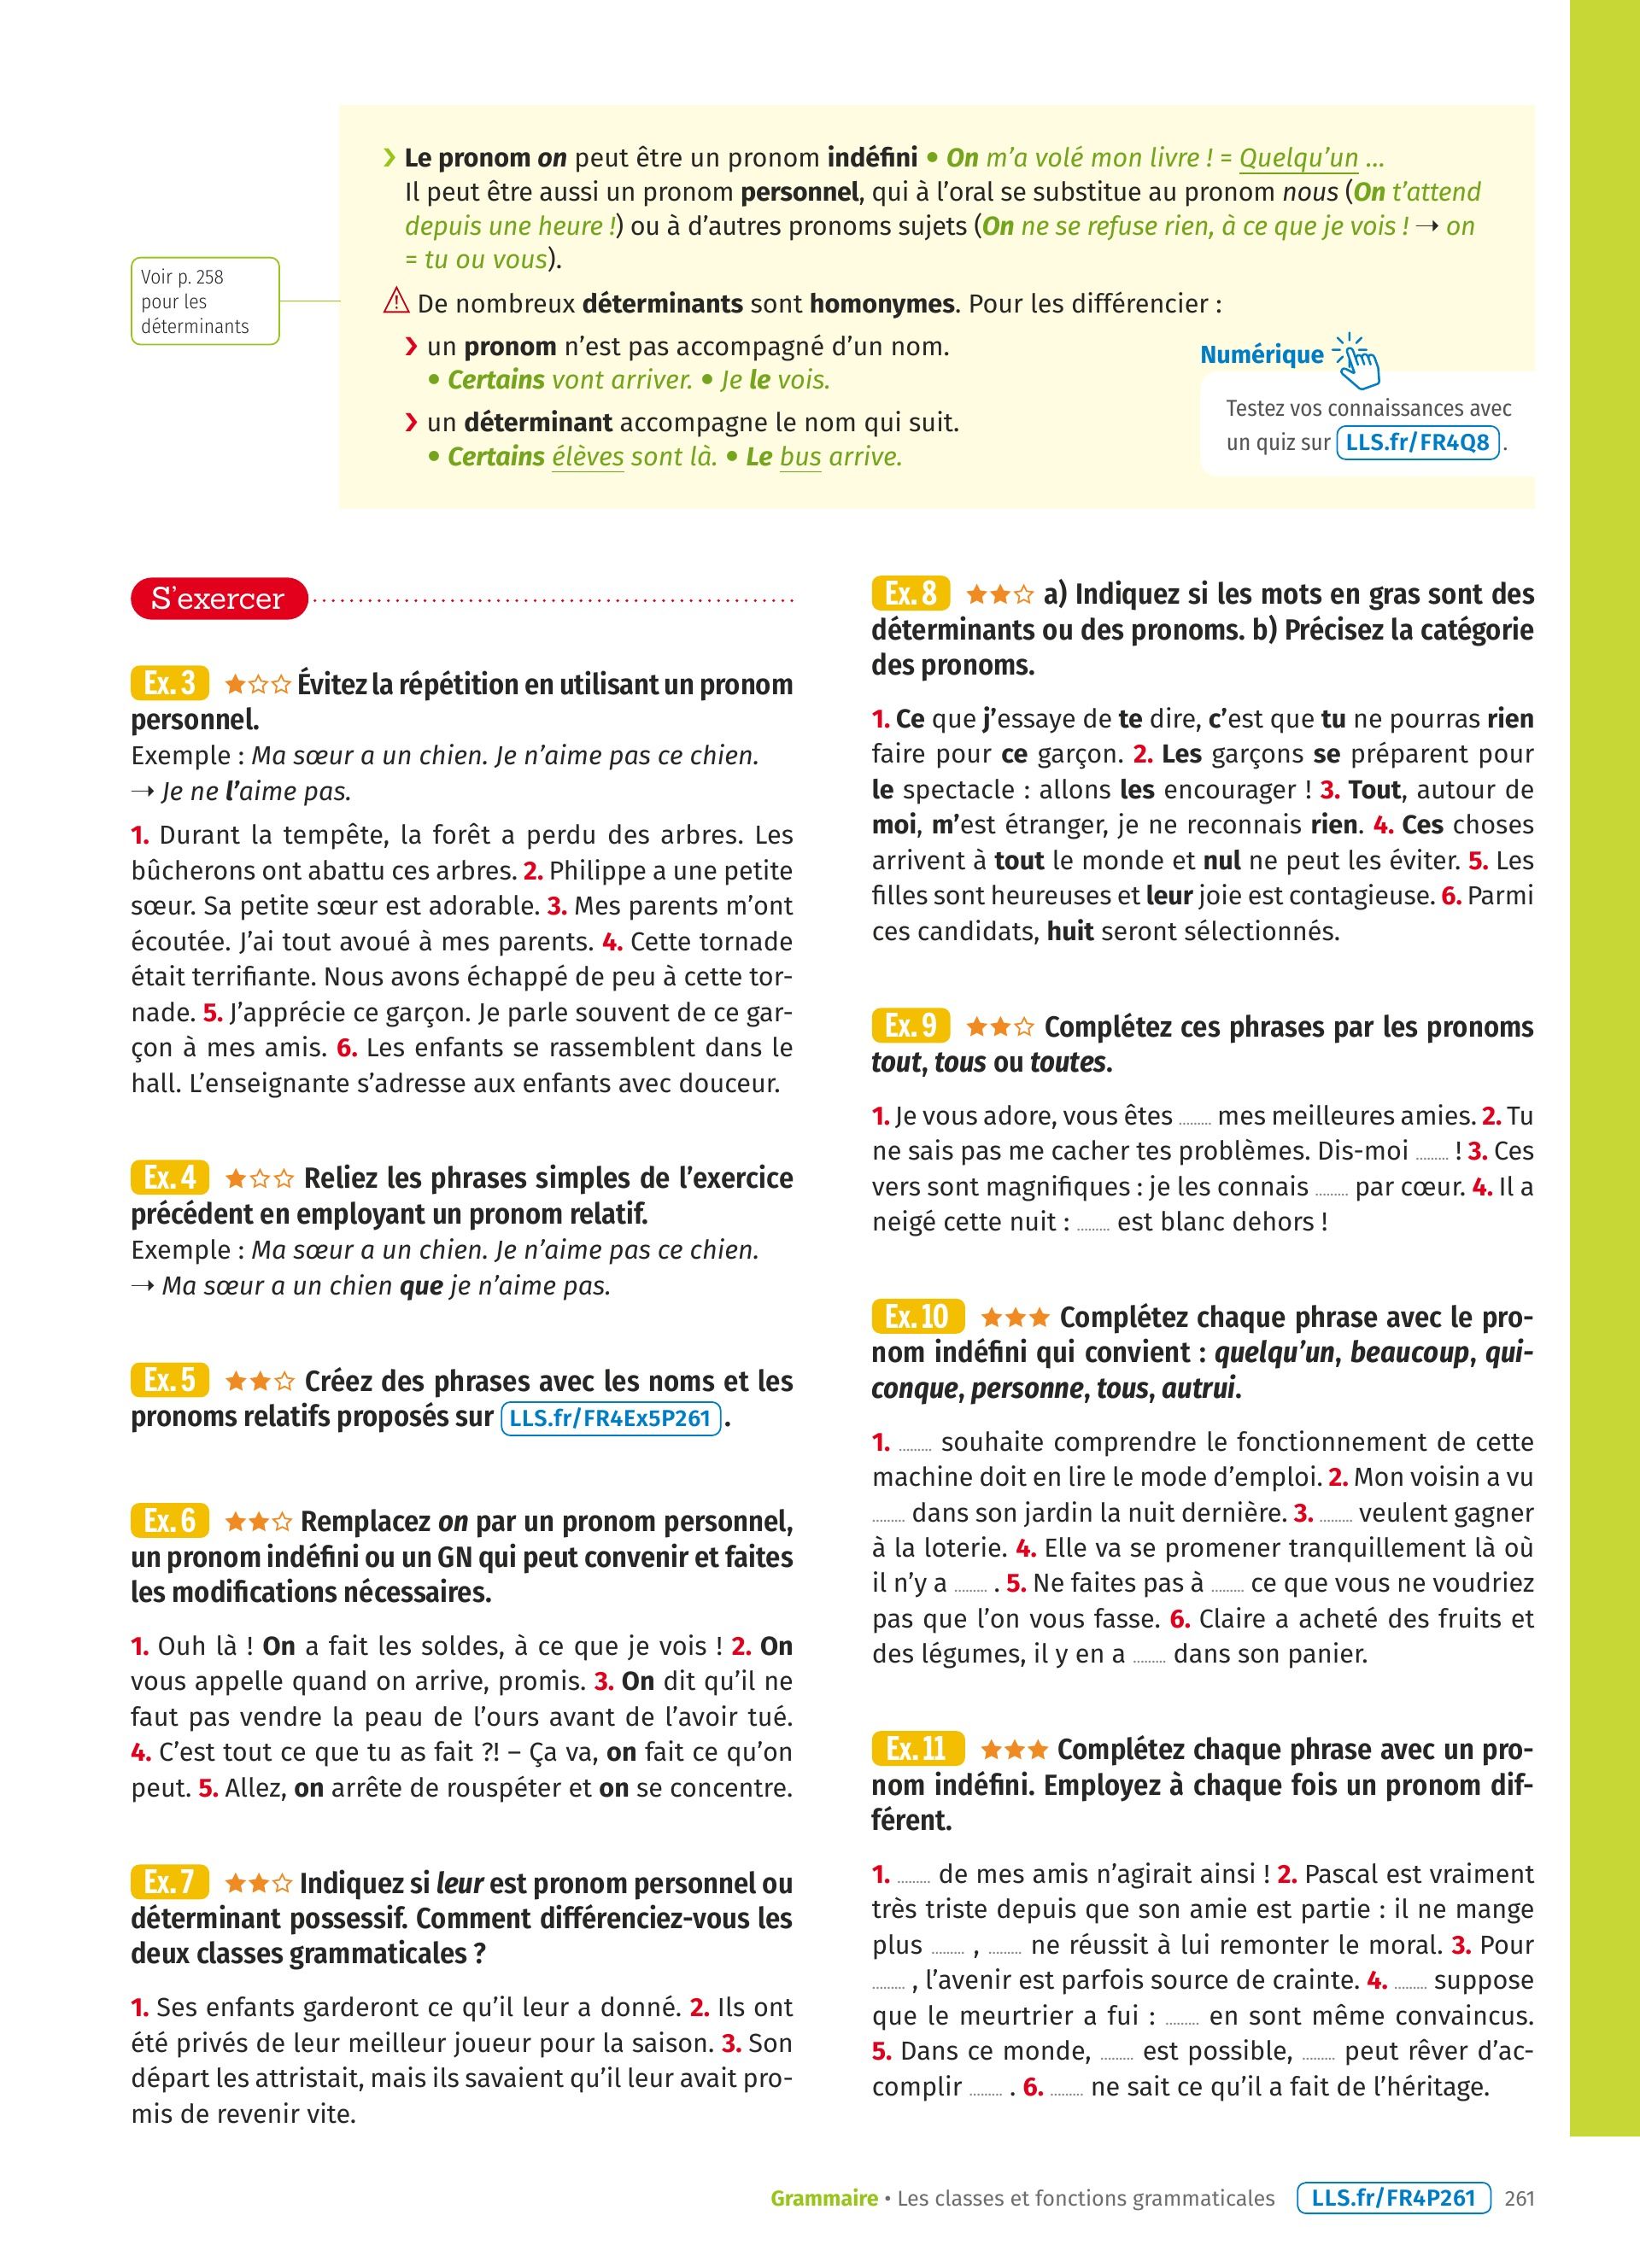 › Le pronom on peut être un pronom indéfini • On m'a volé mon livre ! = Quelqu'un ...
Il peut être aussi un pronom personnel, qui à l'oral se substitue au pronom nous (On t'attend
depuis une heure !) ou à d'autres pronoms sujets (On ne se refuse rien, à ce que je vois ! → on
= tu ou vous).
Voir p. 258
pour les
déterminants
⚠ De nombreux déterminants sont homonymes. Pour les différencier :
› un pronom n'est pas accompagné d'un nom.
• Certains vont arriver. • Je le vois.
› un déterminant accompagne le nom qui suit.
• Certains élèves sont là. • Le bus arrive.
Numérique
Testez vos connaissances avec
un quiz sur LLS.fr/FR4Q8 .
S'exercer
Ex. 3 ★☆☆ Évitez la répétition en utilisant un pronom
personnel.
Exemple : Ma sœur a un chien. Je n'aime pas ce chien.
→ Je ne l'aime pas.
1. Durant la tempête, la forêt a perdu des arbres. Les
bûcherons ont abattu ces arbres. 2. Philippe a une petite
sœur. Sa petite sœur est adorable. 3. Mes parents m'ont
écoutée. J'ai tout avoué à mes parents. 4. Cette tornade
était terrifiante. Nous avons échappé de peu à cette tor-
nade. 5. J'apprécie ce garçon. Je parle souvent de ce gar-
çon à mes amis. 6. Les enfants se rassemblent dans le
hall. L'enseignante s'adresse aux enfants avec douceur.
Ex. 4 ★☆☆ Reliez les phrases simples de l'exercice
précédent en employant un pronom relatif.
Exemple : Ma sœur a un chien. Je n'aime pas ce chien.
→ Ma sœur a un chien que je n'aime pas.
Ex. 5 ★★☆ Créez des phrases avec les noms et les
pronoms relatifs proposés sur LLS.fr/FR4Ex5P261 .
Ex. 6 ★★☆ Remplacez on par un pronom personnel,
un pronom indéfini ou un GN qui peut convenir et faites
les modifications nécessaires.
1. Ouh là ! On a fait les soldes, à ce que je vois ! 2. On
vous appelle quand on arrive, promis. 3. On dit qu'il ne
faut pas vendre la peau de l'ours avant de l'avoir tué.
4. C'est tout ce que tu as fait ?! – Ça va, on fait ce qu'on
peut. 5. Allez, on arrête de rouspéter et on se concentre.
Ex. 7 ★★☆ Indiquez si leur est pronom personnel ou
déterminant possessif. Comment différenciez-vous les
deux classes grammaticales ?
1. Ses enfants garderont ce qu'il leur a donné. 2. Ils ont
été privés de leur meilleur joueur pour la saison. 3. Son
départ les attristait, mais ils savaient qu'il leur avait pro-
mis de revenir vite.
Ex. 8 ★★☆ a) Indiquez si les mots en gras sont des
déterminants ou des pronoms. b) Précisez la catégorie
des pronoms.
1. Ce que j'essaye de te dire, c'est que tu ne pourras rien
faire pour ce garçon. 2. Les garçons se préparent pour
le spectacle : allons les encourager ! 3. Tout, autour de
moi, m'est étranger, je ne reconnais rien. 4. Ces choses
arrivent à tout le monde et nul ne peut les éviter. 5. Les
filles sont heureuses et leur joie est contagieuse. 6. Parmi
ces candidats, huit seront sélectionnés.
Ex. 9 ★★☆ Complétez ces phrases par les pronoms
tout, tous ou toutes.
1. Je vous adore, vous êtes ......... mes meilleures amies. 2. Tu
ne sais pas me cacher tes problèmes. Dis-moi ......... ! 3. Ces
vers sont magnifiques : je les connais ......... par cœur. 4. Il a
neigé cette nuit : ......... est blanc dehors !
Ex. 10 ★★★ Complétez chaque phrase avec le pro-
nom indéfini qui convient : quelqu'un, beaucoup, qui-
conque, personne, tous, autrui.
1. ......... souhaite comprendre le fonctionnement de cette
machine doit en lire le mode d'emploi. 2. Mon voisin a vu
......... dans son jardin la nuit dernière. 3. ......... veulent gagner
à la loterie. 4. Elle va se promener tranquillement là où
il n'y a ......... . 5. Ne faites pas à ......... ce que vous ne voudriez
pas que l'on vous fasse. 6. Claire a acheté des fruits et
des légumes, il y en a ......... dans son panier.
Ex. 11 ★★★ Complétez chaque phrase avec un pro-
nom indéfini. Employez à chaque fois un pronom dif-
férent.
1. ......... de mes amis n'agirait ainsi ! 2. Pascal est vraiment
très triste depuis que son amie est partie : il ne mange
plus ......... , ......... ne réussit à lui remonter le moral. 3. Pour
......... , l'avenir est parfois source de crainte. 4. ......... suppose
que le meurtrier a fui : ......... en sont même convaincus.
5. Dans ce monde, ......... est possible, ......... peut rêver d'ac-
complir ......... . 6. ......... ne sait ce qu'il a fait de l'héritage.
Grammaire • Les classes et fonctions grammaticales LLS.fr/FR4P261 261